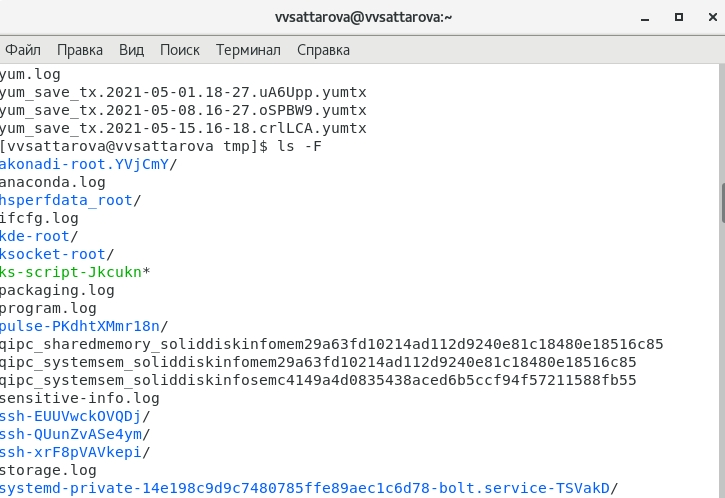 vvsattarova@vvsattarova:~
Файл Правка Вид Поиск Терминал Справка
yum.log
yum_save_tx.2021-05-01.18-27.uA6Upp.yumtx
yum_save_tx.2021-05-08.16-27.oSPBW9.yumtx
yum_save_tx.2021-05-15.16-18.crlLCA.yumtx
[vvsattarova@vvsattarova tmp]$ ls -F
akonadi-root.YVjCmY/
anaconda.log
hsperfdata_root/
ifcfg.log
kde-root/
ksocket-root/
ks-script-Jkcukn*
packaging.log
program.log
pulse-PKdhtXMmr18n/
qipc_sharedmemory_soliddiskinfomem29a63fd10214ad112d9240e81c18480e18516c85
qipc_systemsem_soliddiskinfomem29a63fd10214ad112d9240e81c18480e18516c85
qipc_systemsem_soliddiskinfosemc4149a4d0835438aced6b5ccf94f57211588fb55
sensitive-info.log
ssh-EUUVwckOVQDj/
ssh-QUunZvASe4ym/
ssh-xrF8pVAVkepi/
storage.log
systemd-private-14e198c9d9c7480785ffe89aec1c6d78-bolt.service-TSVakD/